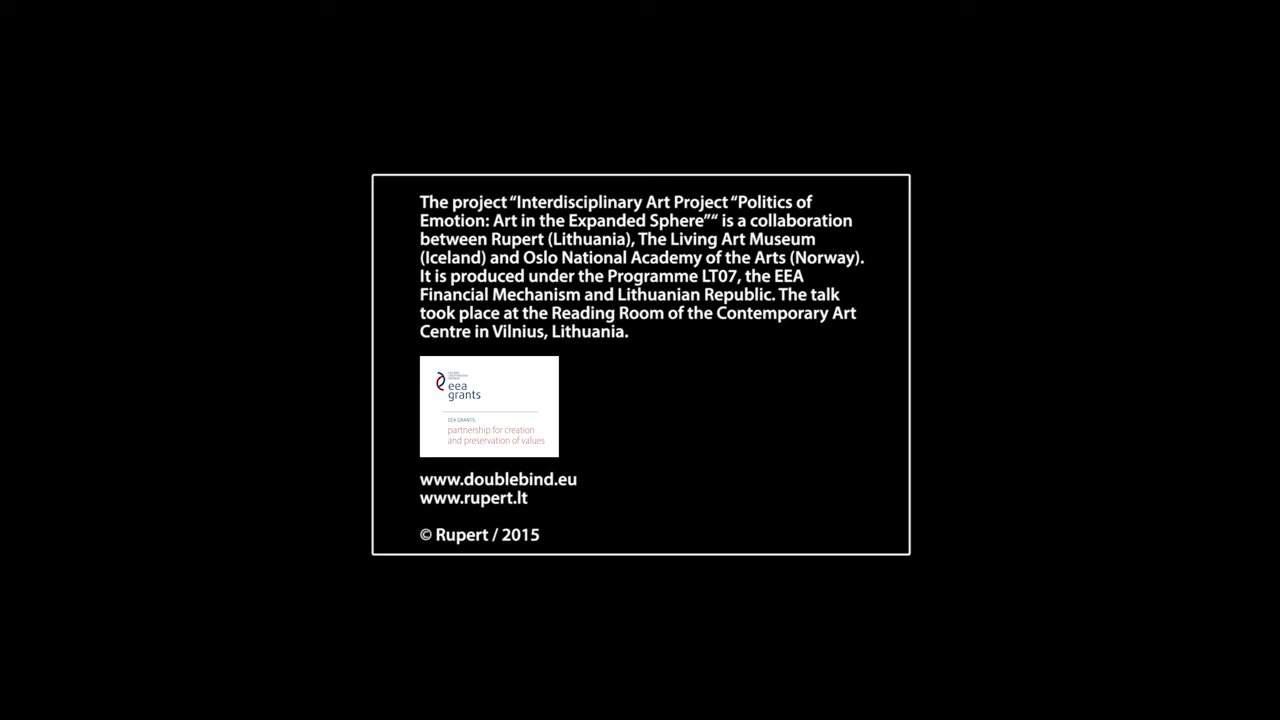 The project “Interdisciplinary Art Project “Politics of
Emotion: Art in the Expanded Sphere”“ is a collaboration
between Rupert (Lithuania), The Living Art Museum
(Iceland) and Oslo National Academy of the Arts (Norway).
It is produced under the Programme LT07, the EEA
Financial Mechanism and Lithuanian Republic. The talk
took place at the Reading Room of the Contemporary Art
Centre in Vilnius, Lithuania.
eea
grants
EEA GRANTS:
partnership for creation
and preservation of values
www.doublebind.eu
www.rupert.lt
© Rupert / 2015